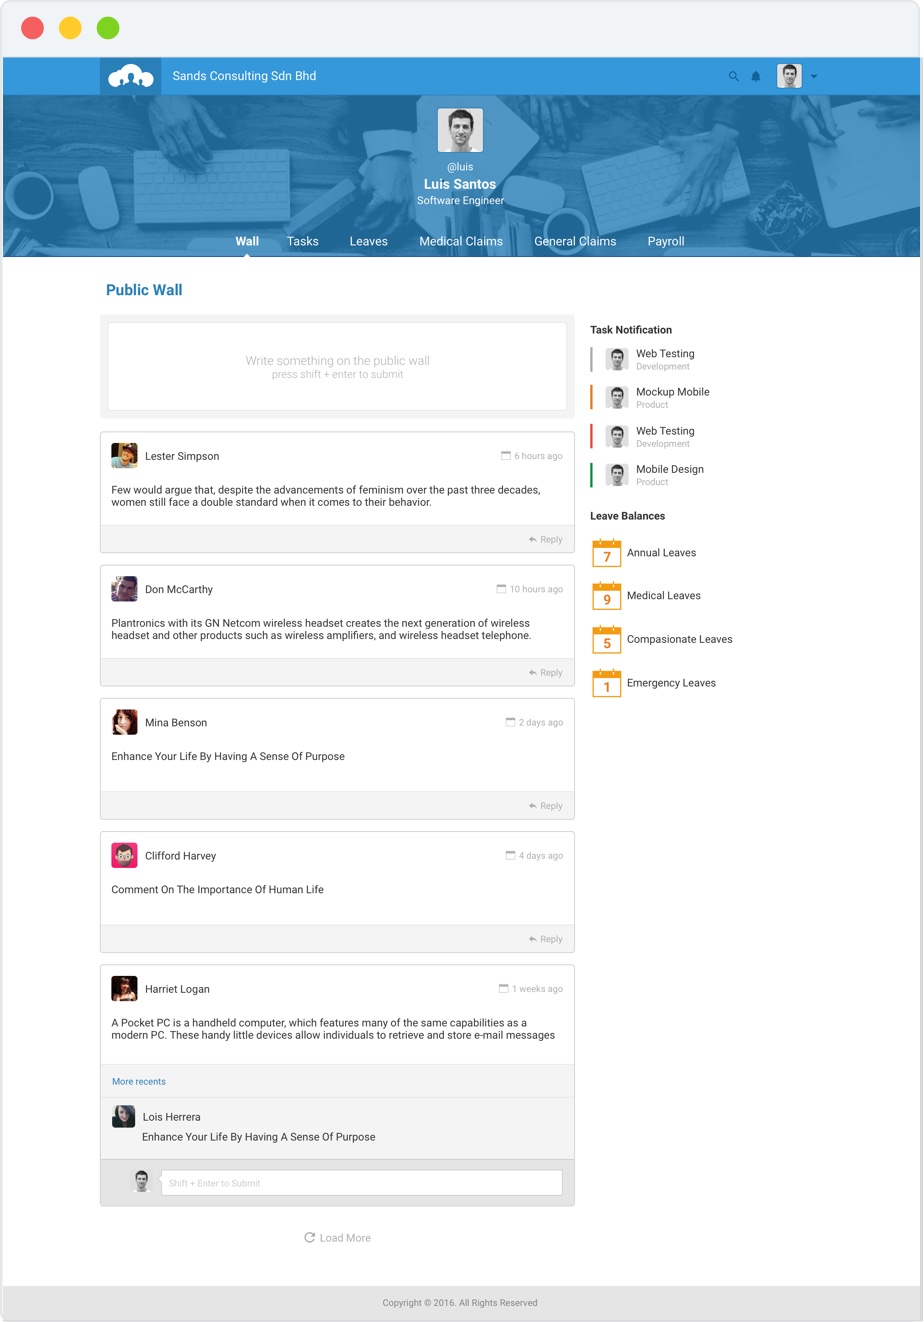 Sands Consulting Sdn Bhd
@luis
Luis Santos
Software Engineer
Wall Tasks Leaves Medical Claims General Claims Payroll
Public Wall
Write something on the public wall
press shift + enter to submit
Lester Simpson 6 hours ago
Few would argue that, despite the advancements of feminism over the past three decades,
women still face a double standard when it comes to their behavior.
Reply
Don McCarthy 10 hours ago
Plantronics with its GN Netcom wireless headset creates the next generation of wireless
headset and other products such as wireless amplifiers, and wireless headset telephone.
Reply
Mina Benson 2 days ago
Enhance Your Life By Having A Sense Of Purpose
Reply
Clifford Harvey 4 days ago
Comment On The Importance Of Human Life
Reply
Harriet Logan 1 weeks ago
A Pocket PC is a handheld computer, which features many of the same capabilities as a
modern PC. These handy little devices allow individuals to retrieve and store e-mail messages
More recents
Lois Herrera
Enhance Your Life By Having A Sense Of Purpose
Shift + Enter to Submit
Load More
Task Notification
Web Testing
Development
Mockup Mobile
Product
Web Testing
Development
Mobile Design
Product
Leave Balances
7 Annual Leaves
9 Medical Leaves
5 Compasionate Leaves
1 Emergency Leaves
Copyright © 2016. All Rights Reserved